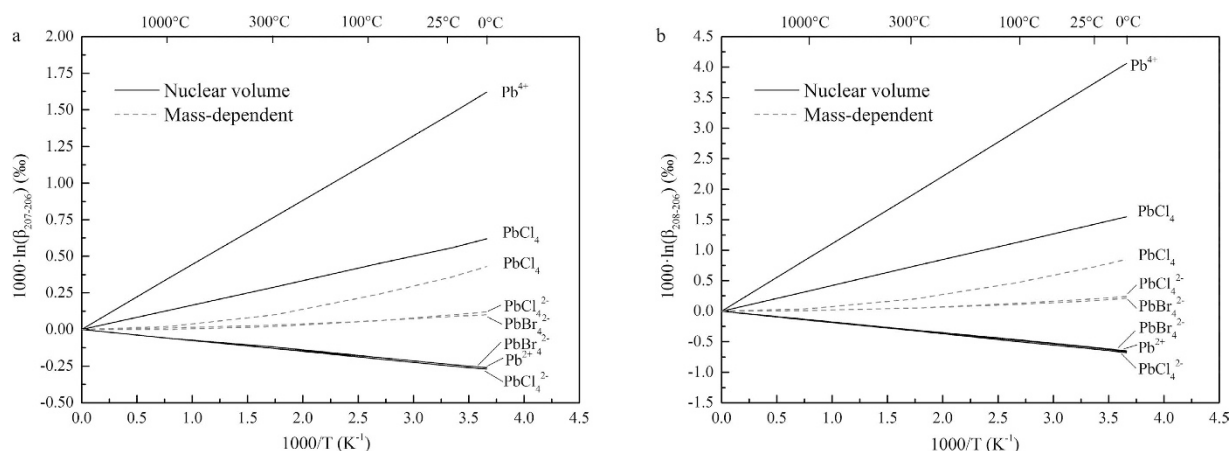 a
1000°C 300°C 100°C 25°C 0°C
2.00
1.75
1.50
1.25
1.00
0.75
0.50
0.25
0.00
-0.25
-0.50
1000·ln(β₂₀₇₋₂₀₆) (‰)
Nuclear volume
Mass-dependent
Pb⁴⁺
PbCl₄
PbCl₄
PbCl₄²⁻
PbBr₄²⁻
PbBr₄²⁻
Pb²⁺
PbCl₄²⁻
0.0 0.5 1.0 1.5 2.0 2.5 3.0 3.5 4.0 4.5
1000/T (K⁻¹)
b
1000°C 300°C 100°C 25°C 0°C
4.5
4.0
3.5
3.0
2.5
2.0
1.5
1.0
0.5
0.0
-0.5
-1.0
-1.5
1000·ln(β₂₀₈₋₂₀₆) (‰)
Nuclear volume
Mass-dependent
Pb⁴⁺
PbCl₄
PbCl₄
PbCl₄²⁻
PbBr₄²⁻
PbBr₄²⁻
Pb²⁺
PbCl₄²⁻
0.0 0.5 1.0 1.5 2.0 2.5 3.0 3.5 4.0 4.5
1000/T (K⁻¹)